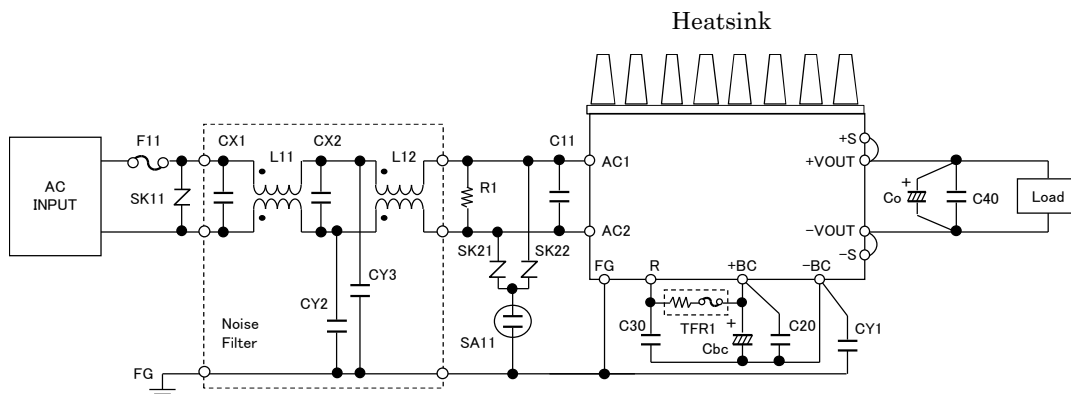 Heatsink
F11
CX1
L11
CX2
L12
C11
+S
AC
INPUT
SK11
R1
AC1
+VOUT
+
Co
C40
Load
AC2
-VOUT
-S
SK21
SK22
FG
R
+BC
-BC
CY2
CY3
Noise
Filter
SA11
C30
TFR1
+
Cbc
C20
CY1
FG